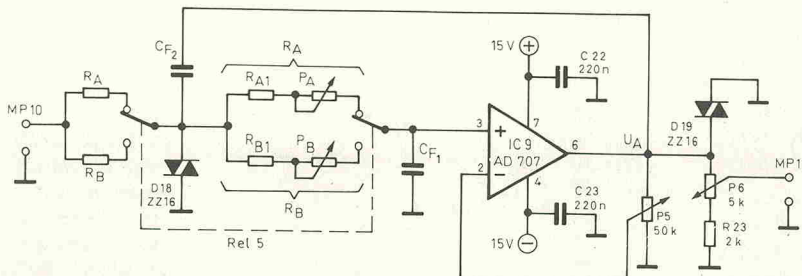 MP10
RA
RB
CF2
D18
ZZ16
RA
RA1
PA
RB1
PB
RB
Rel 5
CF1
15V
+
C22
220n
3
+
7
IC9
AD 707
6
2
−
4
15V
−
C23
220n
UA
D19
ZZ16
P5
50k
P6
5k
R23
2k
MP1